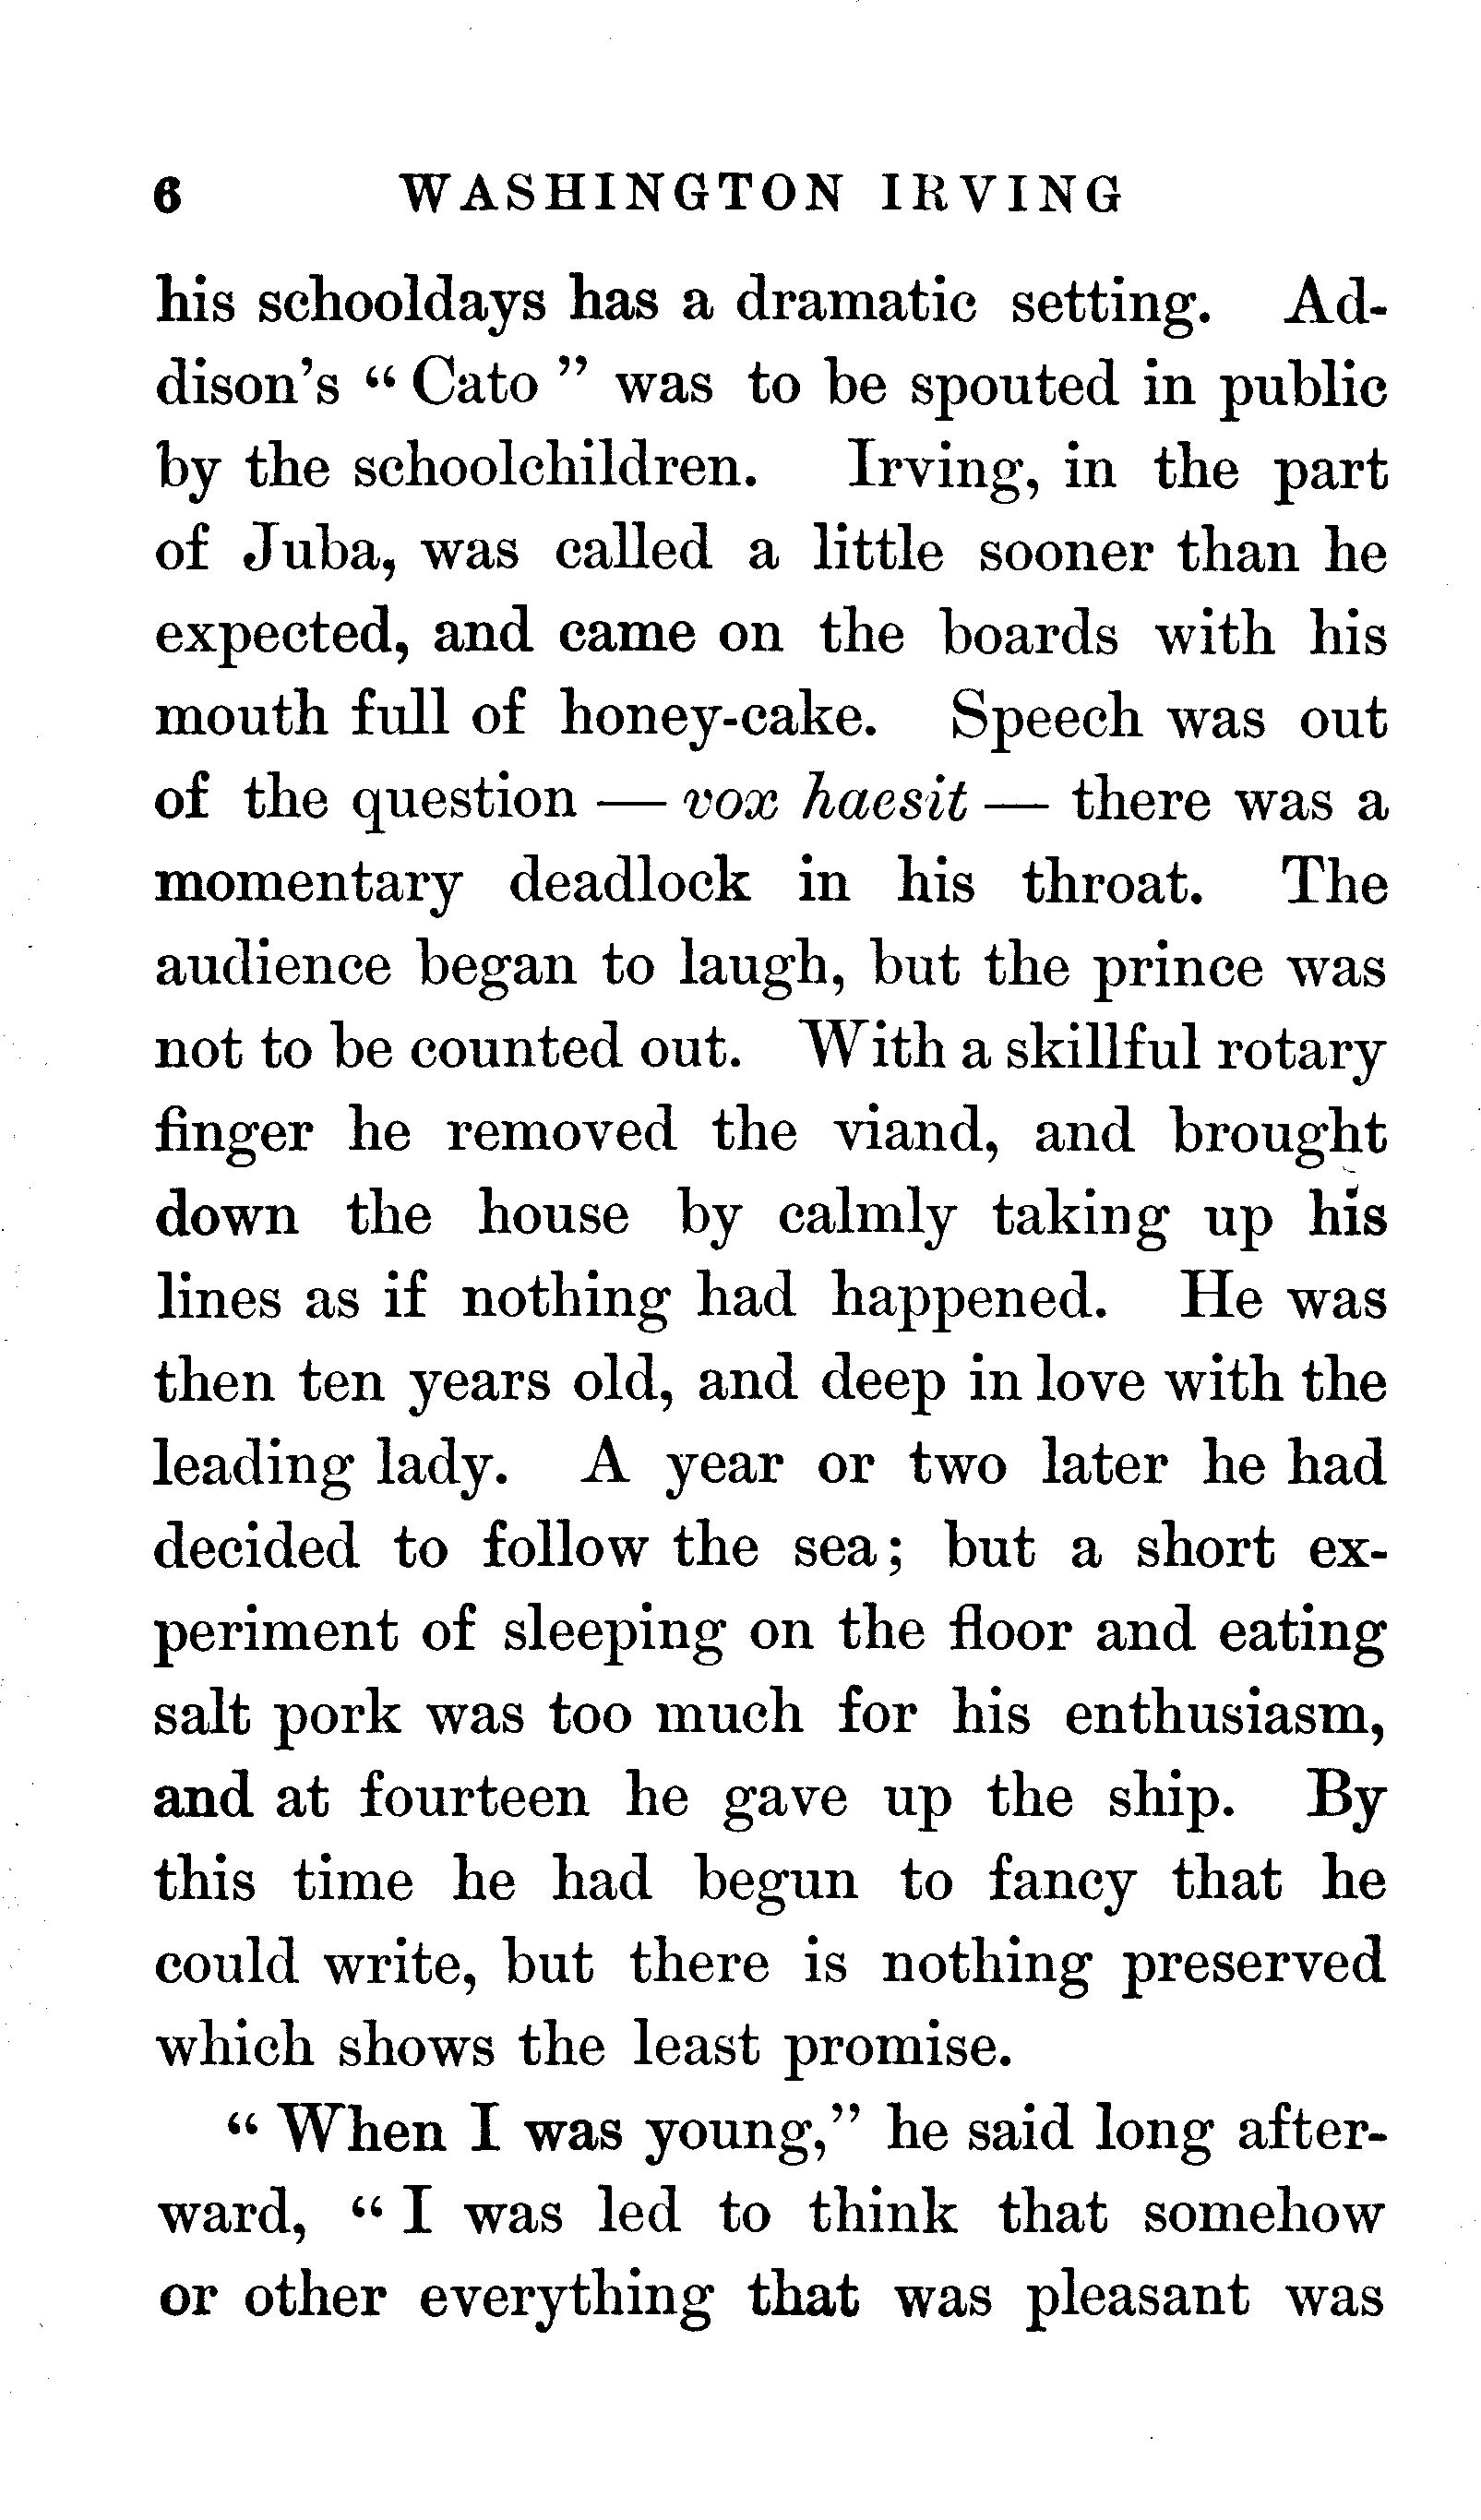 6 WASHINGTON IRVING
his schooldays has a dramatic setting. Ad-
dison's "Cato" was to be spouted in public
by the schoolchildren. Irving, in the part
of Juba, was called a little sooner than he
expected, and came on the boards with his
mouth full of honey-cake. Speech was out
of the question — vox haesit — there was a
momentary deadlock in his throat. The
audience began to laugh, but the prince was
not to be counted out. With a skillful rotary
finger he removed the viand, and brought
down the house by calmly taking up his
lines as if nothing had happened. He was
then ten years old, and deep in love with the
leading lady. A year or two later he had
decided to follow the sea; but a short ex-
periment of sleeping on the floor and eating
salt pork was too much for his enthusiasm,
and at fourteen he gave up the ship. By
this time he had begun to fancy that he
could write, but there is nothing preserved
which shows the least promise.
"When I was young," he said long after-
ward, "I was led to think that somehow
or other everything that was pleasant was